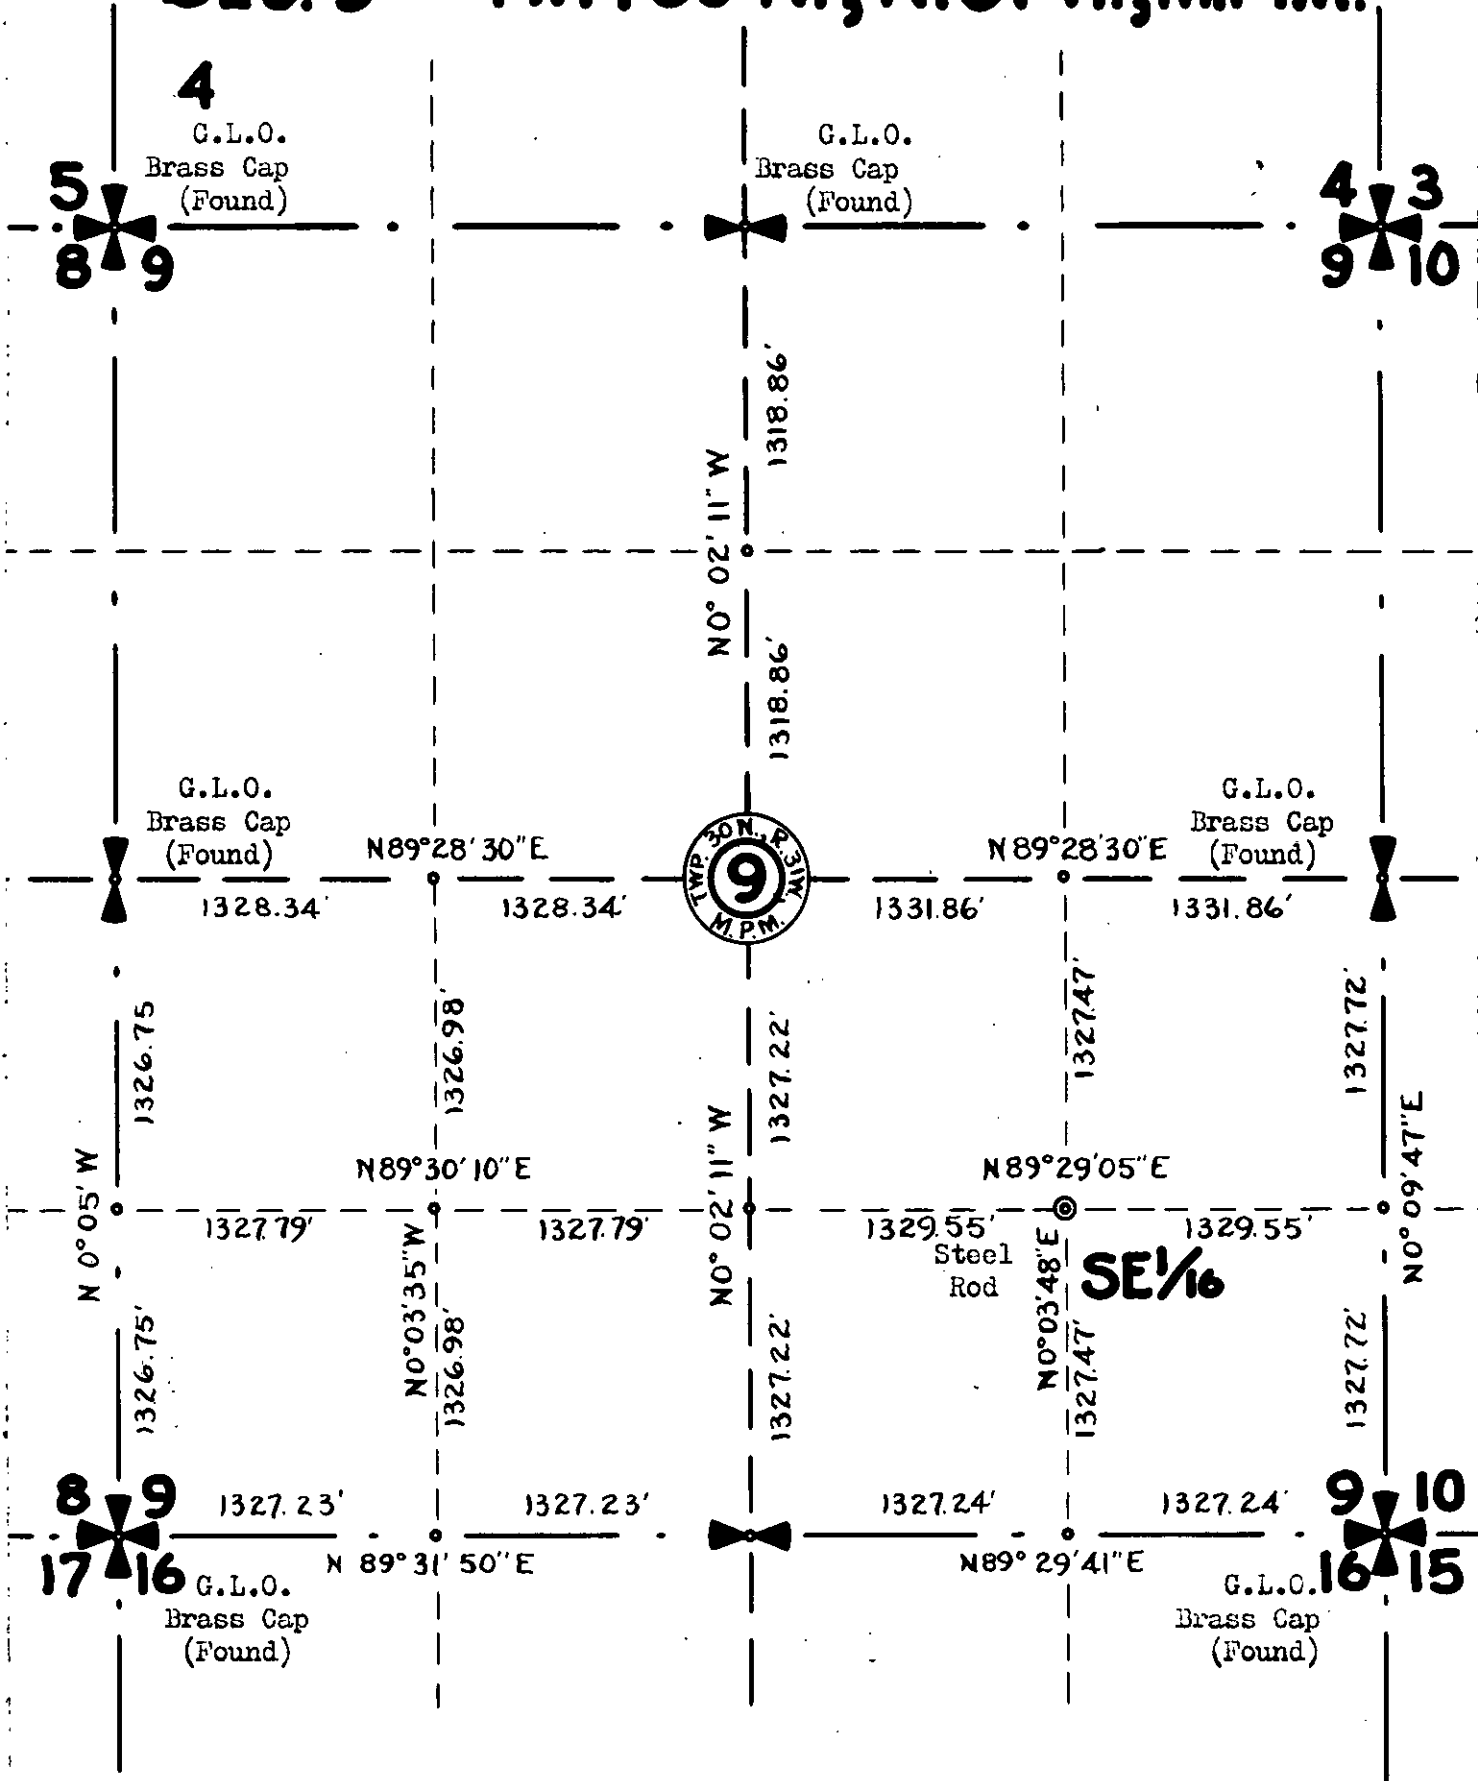 4
G.L.O.
Brass Cap
(Found)
G.L.O.
Brass Cap
(Found)
5
8 9
4 3
9 10
1318.86'
N0° 02' 11" W
1318.86'
G.L.O.
Brass Cap
(Found)
G.L.O.
Brass Cap
(Found)
N89°28'30"E
N89°28'30"E
TWP. 30N., R. 31W.,
9
M.P.M.
1328.34'
1328.34'
1331.86'
1331.86'
1326.75
1326.98'
1327.22'
1327.47'
1327.72'
N 0°05' W
N89°30'10"E
N0° 02' 11" W
N89°29'05"E
N0°09'47"E
1327.79'
1327.79'
1329.55'
1329.55'
Steel
Rod
SE1/16
N0°03'35"W
N0°03'48"E
1326.75'
1326.98'
1327.22'
1327.47'
1327.72'
8 9
17 16
1327.23'
1327.23'
1327.24'
1327.24'
9 10
16 15
N 89°31' 50"E
N89°29'41"E
G.L.O.
Brass Cap
(Found)
G.L.O.
Brass Cap
(Found)